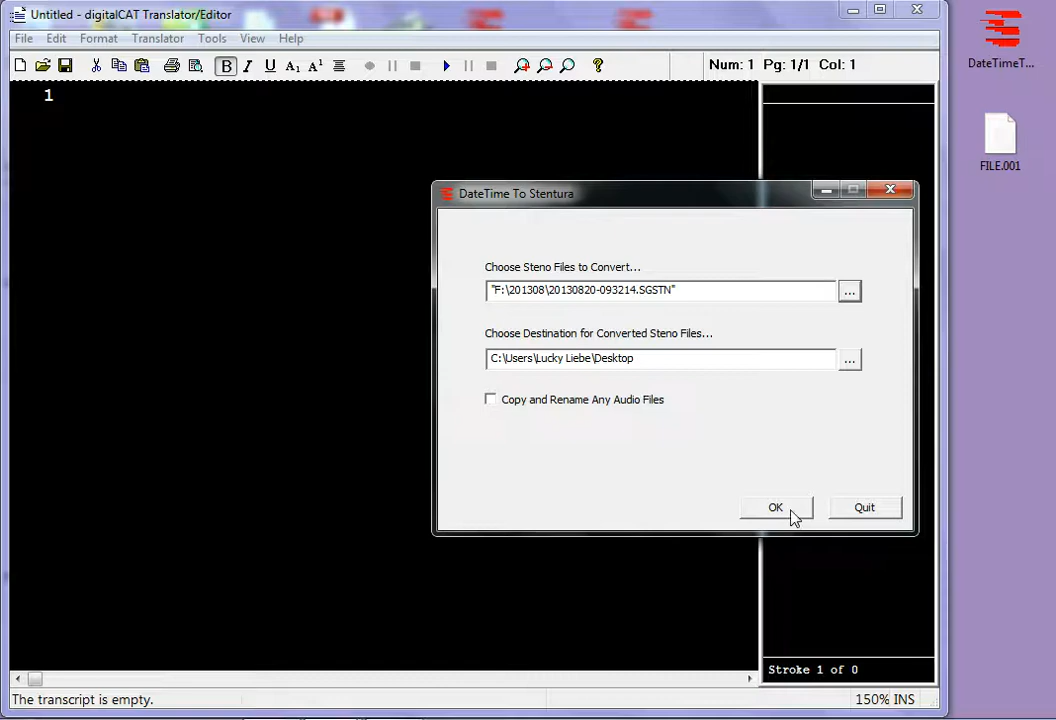 Untitled - digitalCAT Translator/Editor
File Edit Format Translator Tools View Help
B I U A1 A1 Num: 1 Pg: 1/1 Col: 1
1
DateTimeT...
FILE.001
DateTime To Stentura
Choose Steno Files to Convert...
"F:\201308\20130820-093214.SGSTN" ...
Choose Destination for Converted Steno Files...
C:\Users\Lucky Liebe\Desktop ...
Copy and Rename Any Audio Files
OK Quit
Stroke 1 of 0
The transcript is empty. 150% INS